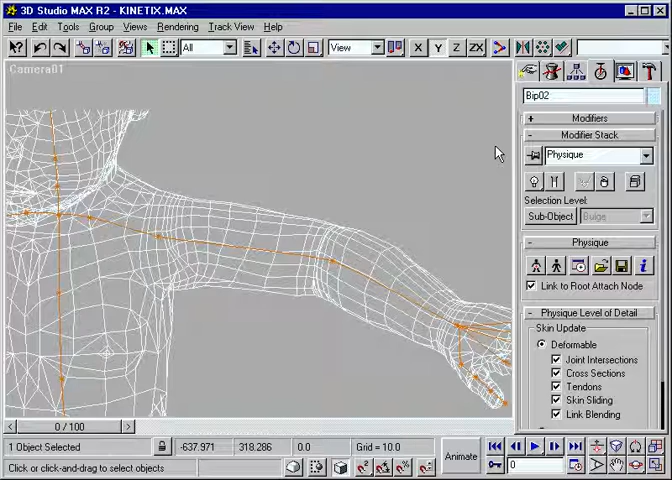 3D Studio MAX R2 - KINETIX.MAX
File Edit Tools Group Views Rendering Track View Help
All View X Y Z ZX
Camera01
Bip02
+ Modifiers
- Modifier Stack
Physique
Selection Level:
Sub-Object Bulge
- Physique
Link to Root Attach Node
- Physique Level of Detail
Skin Update
Deformable
Joint Intersections
Cross Sections
Tendons
Skin Sliding
Link Blending
< 0 / 100 >
1 Object Selected -637.971 318.286 0.0 Grid = 10.0 Animate
Click or click-and-drag to select objects 0